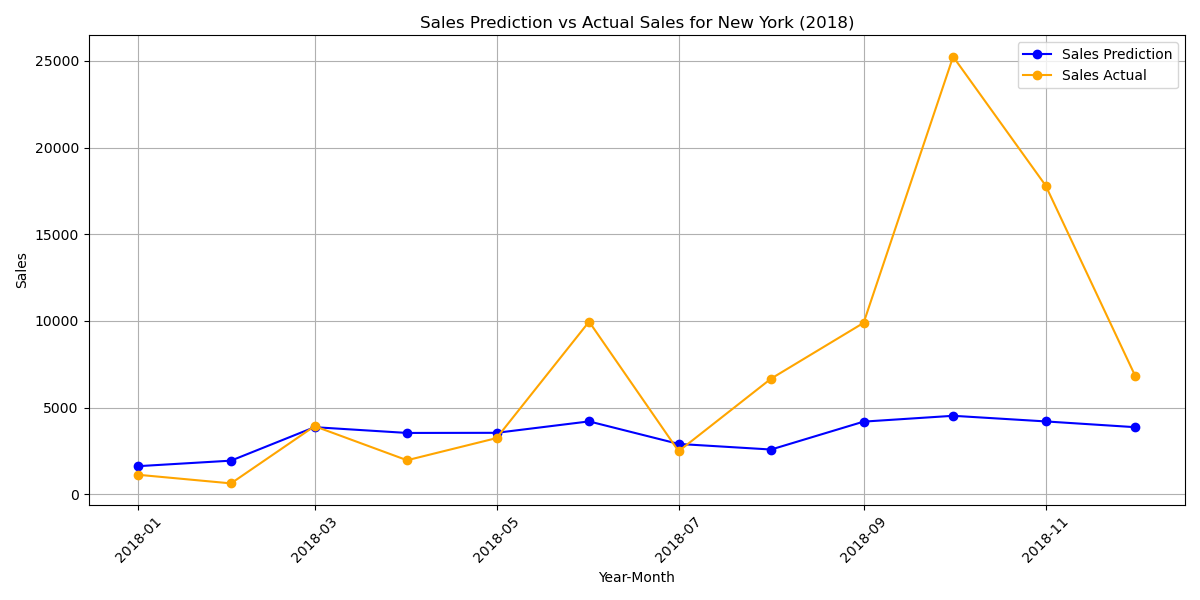 Sales Prediction vs Actual Sales for New York (2018)
Sales Prediction
Sales Actual
25000
20000
15000
10000
5000
0
Sales
2018-01
2018-03
2018-05
2018-07
2018-09
2018-11
Year-Month